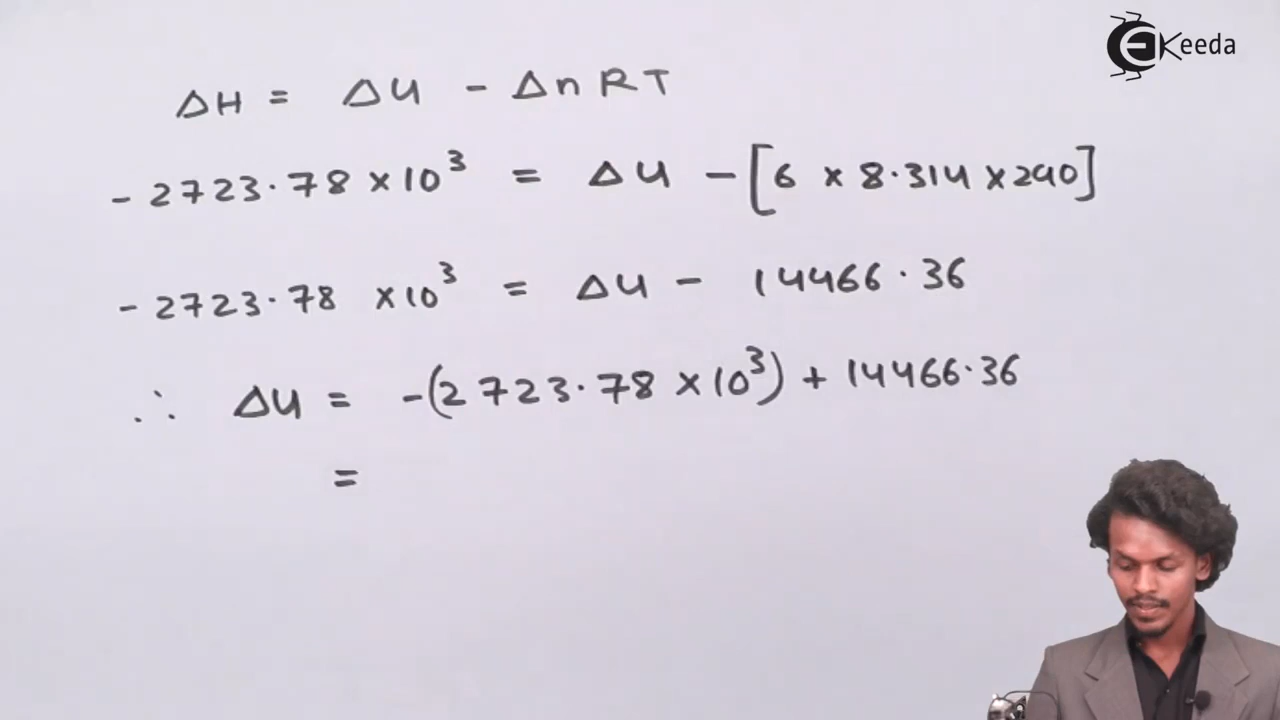 EKeeda
ΔH = ΔU - ΔnRT
-2723.78 × 10³ = ΔU - [6 × 8.314 × 290]
-2723.78 × 10³ = ΔU - 14466.36
∴ ΔU = -(2723.78 × 10³) + 14466.36
=